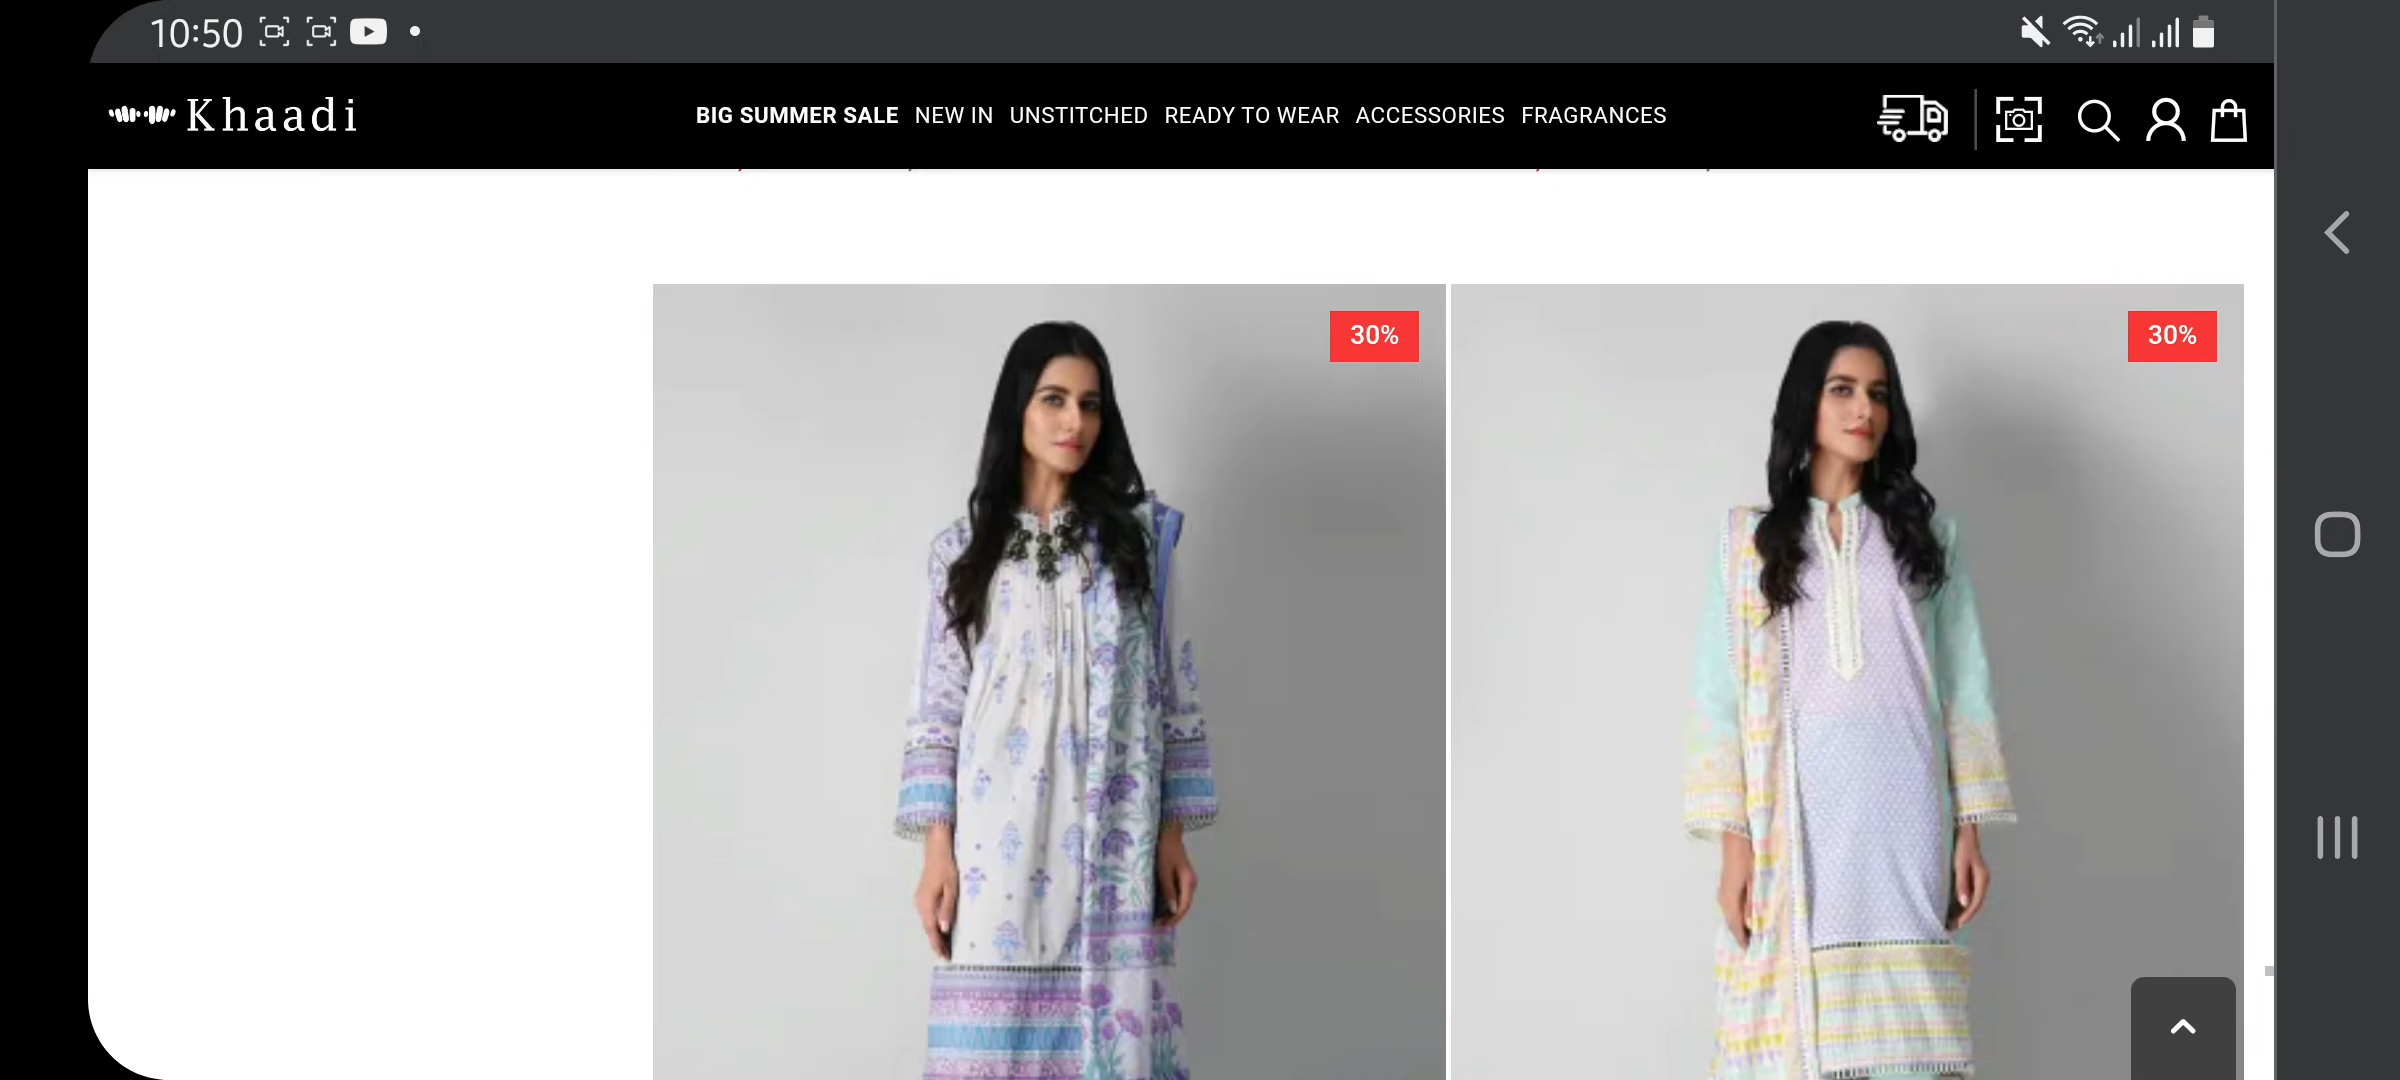 10:50
Khaadi
BIG SUMMER SALE NEW IN UNSTITCHED READY TO WEAR ACCESSORIES FRAGRANCES
30%
30%